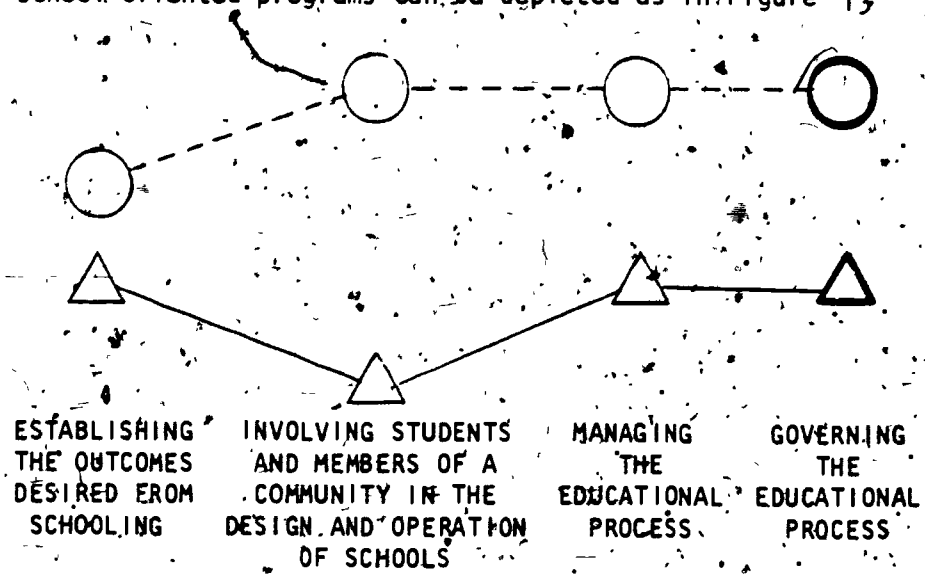 school oriented programs can be depicted as in Figure 13
ESTABLISHING
THE OUTCOMES
DESIRED FROM
SCHOOLING
INVOLVING STUDENTS
AND MEMBERS OF A
COMMUNITY IN THE
DESIGN AND OPERATION
OF SCHOOLS
MANAGING
THE
EDUCATIONAL
PROCESS
GOVERNING
THE
EDUCATIONAL
PROCESS